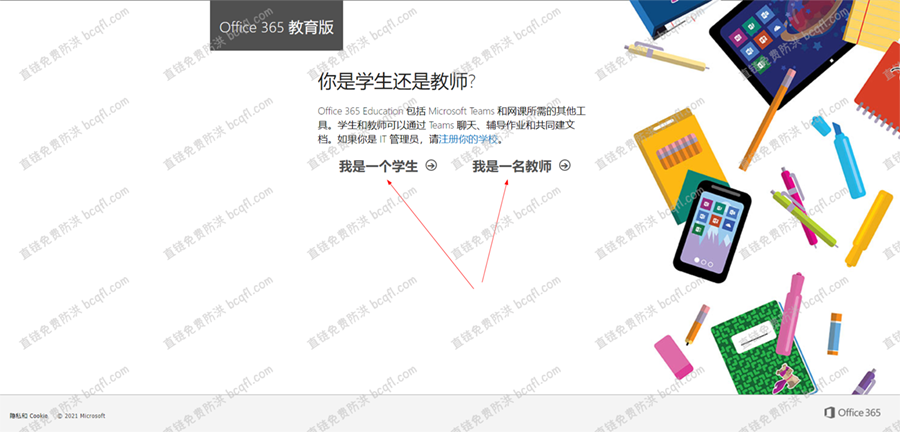 Office 365 教育版
你是学生还是教师?
Office 365 Education 包括 Microsoft Teams 和网课所需的其他工
具。学生和教师可以通过 Teams 聊天、辅导作业和共同建文
档。如果你是 IT 管理员，请注册你的学校。
我是一个学生 我是一名教师
隐私和 Cookie © 2021 Microsoft
Office 365
直链免费防洪 bcqfl.com